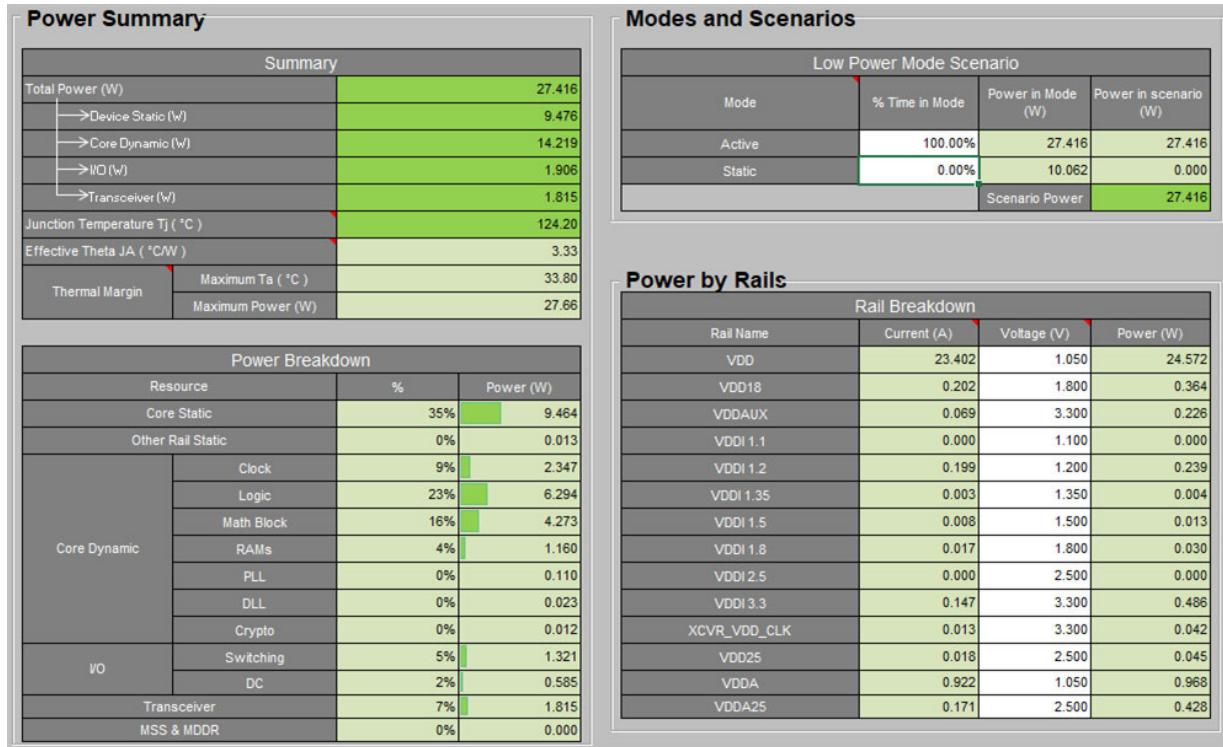 Power Summary
Summary
Total Power (W) 27.416
Device Static (W) 9.476
Core Dynamic (W) 14.219
I/O (W) 1.906
Transceiver (W) 1.815
Junction Temperature Tj ( °C ) 124.20
Effective Theta JA ( °C/W ) 3.33
Thermal Margin
Maximum Ta ( °C ) 33.80
Maximum Power (W) 27.66
Power Breakdown
Resource % Power (W)
Core Static 35% 9.464
Other Rail Static 0% 0.013
Core Dynamic
Clock 9% 2.347
Logic 23% 6.294
Math Block 16% 4.273
RAMs 4% 1.160
PLL 0% 0.110
DLL 0% 0.023
Crypto 0% 0.012
I/O
Switching 5% 1.321
DC 2% 0.585
Transceiver 7% 1.815
MSS & MDDR 0% 0.000
Modes and Scenarios
Low Power Mode Scenario
Mode % Time in Mode Power in Mode (W) Power in scenario (W)
Active 100.00% 27.416 27.416
Static 0.00% 10.062 0.000
Scenario Power 27.416
Power by Rails
Rail Breakdown
Rail Name Current (A) Voltage (V) Power (W)
VDD 23.402 1.050 24.572
VDD18 0.202 1.800 0.364
VDDAUX 0.069 3.300 0.226
VDDI 1.1 0.000 1.100 0.000
VDDI 1.2 0.199 1.200 0.239
VDDI 1.35 0.003 1.350 0.004
VDDI 1.5 0.008 1.500 0.013
VDDI 1.8 0.017 1.800 0.030
VDDI 2.5 0.000 2.500 0.000
VDDI 3.3 0.147 3.300 0.486
XCVR_VDD_CLK 0.013 3.300 0.042
VDD25 0.018 2.500 0.045
VDDA 0.922 1.050 0.968
VDDA25 0.171 2.500 0.428